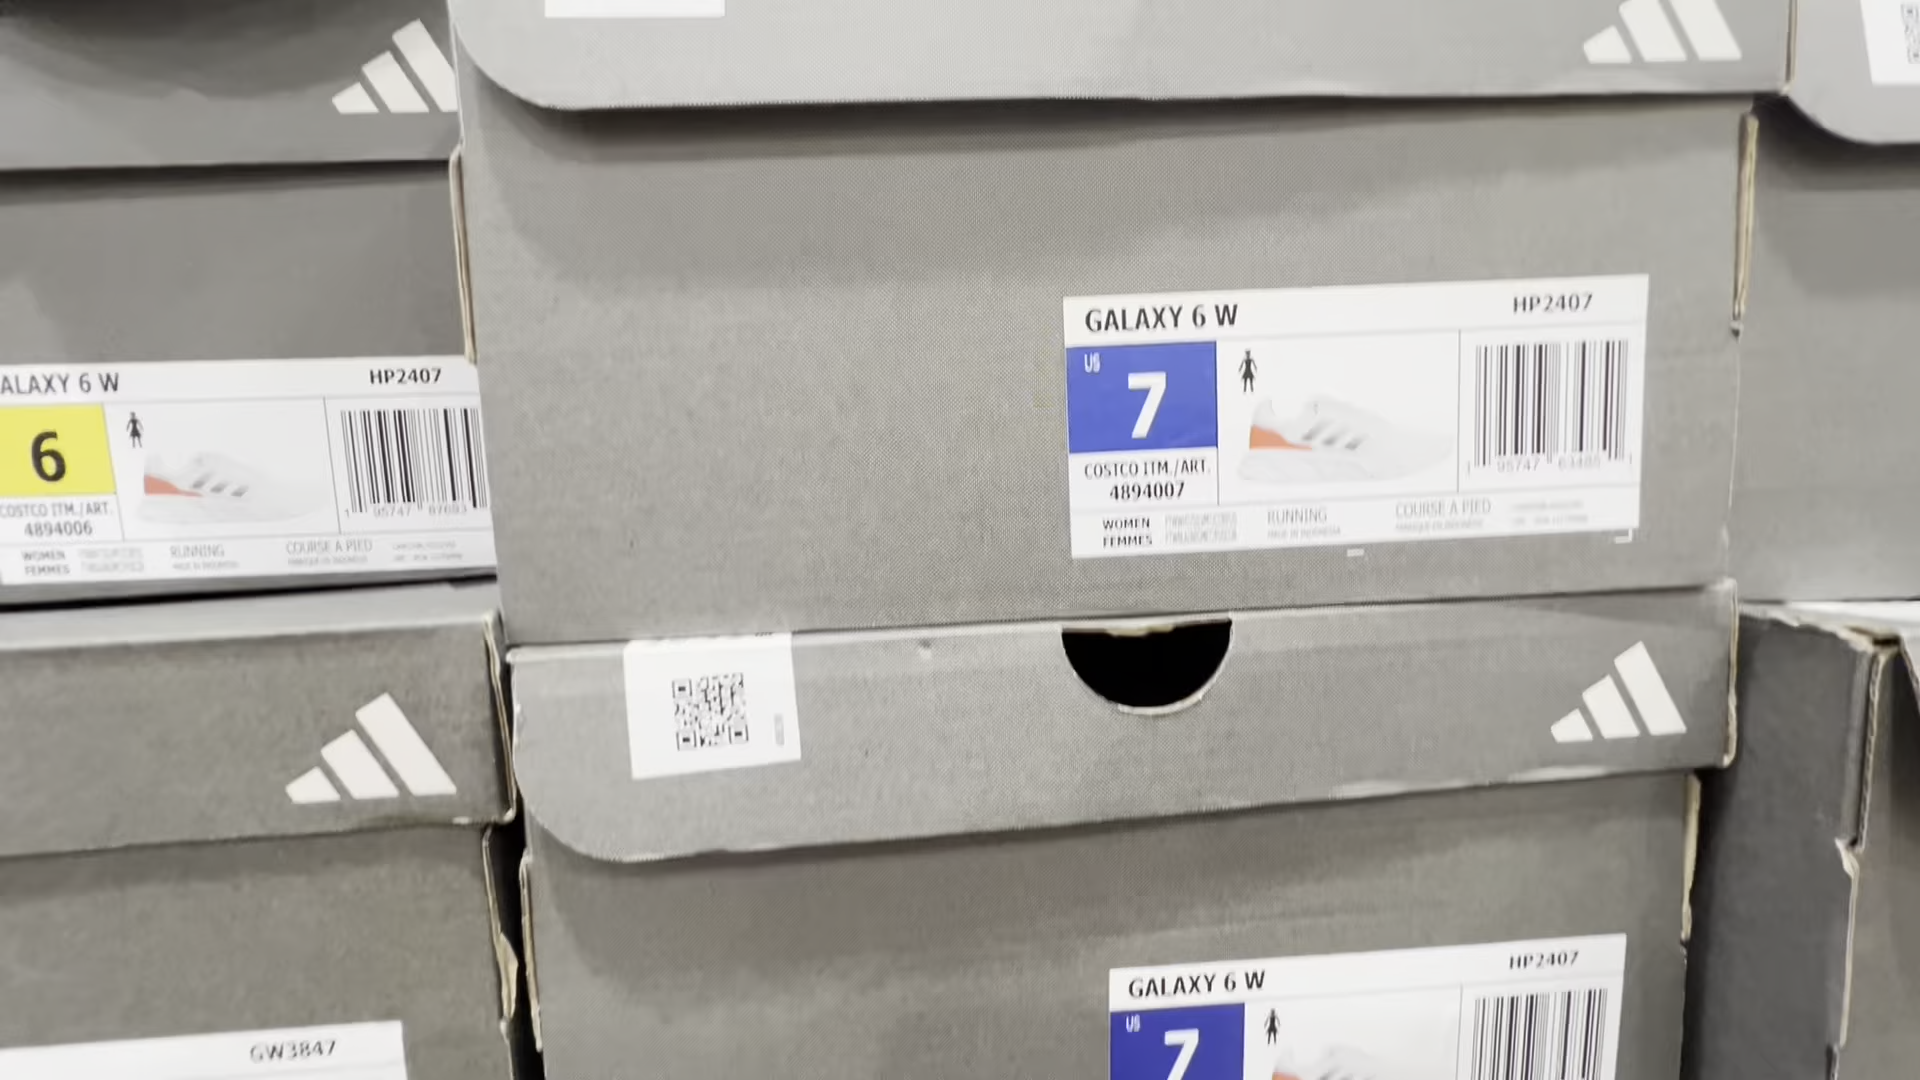 ALAXY 6 W
HP2407
6
COSTCO ITM./ART.
4894006
WOMEN
FEMMES
RUNNING
COURSE A PIED
GALAXY 6 W
HP2407
US
7
COSTCO ITM./ART.
4894007
WOMEN
FEMMES
RUNNING
COURSE A PIED
GW3847
GALAXY 6 W
HP2407
US
7